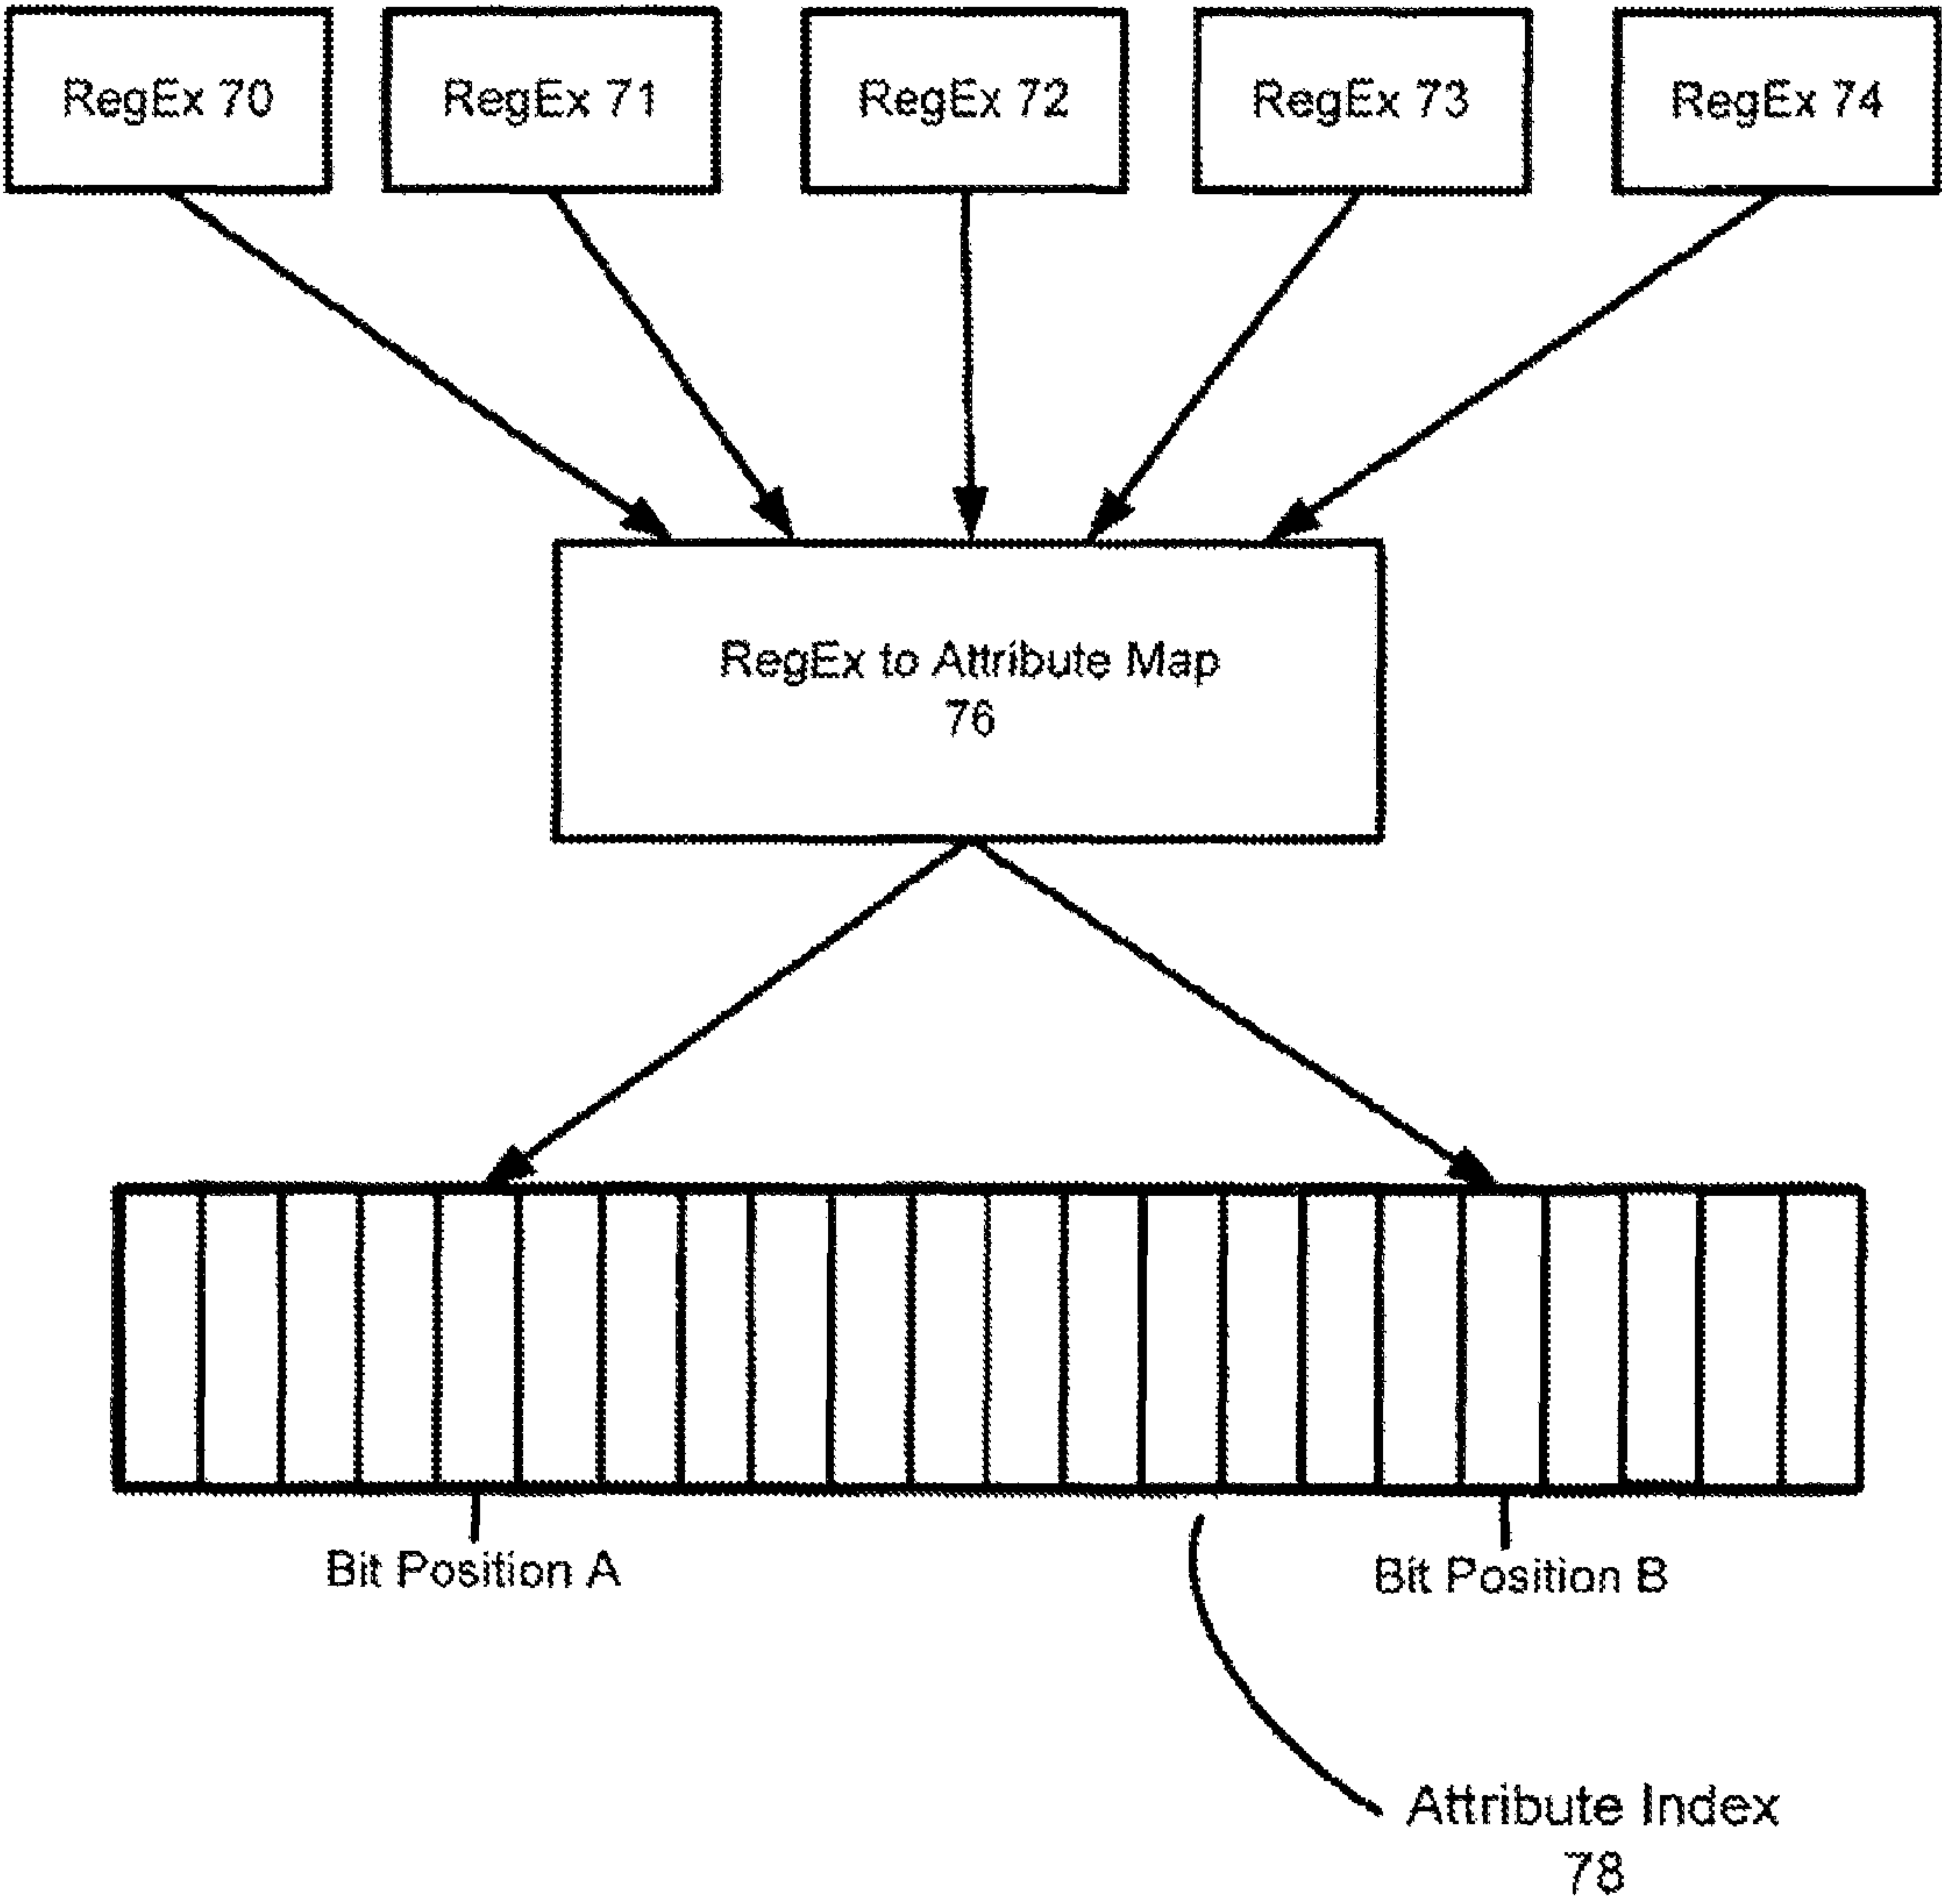 RegEx 70
RegEx 71
RegEx 72
RegEx 73
RegEx 74
RegEx to Attribute Map
76
Bit Position A
Bit Position B
Attribute Index
78